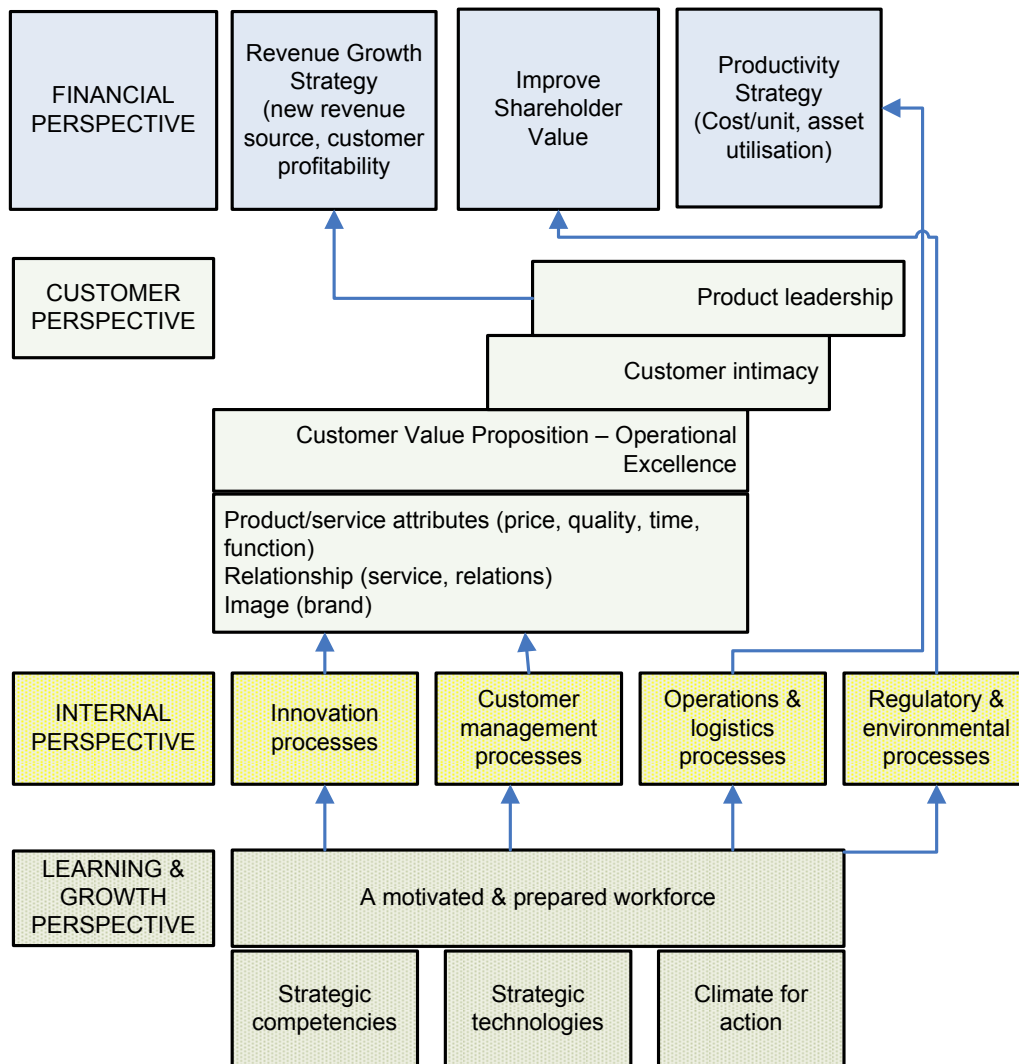 FINANCIAL
PERSPECTIVE
Revenue Growth
Strategy
(new revenue
source, customer
profitability
Improve
Shareholder
Value
Productivity
Strategy
(Cost/unit, asset
utilisation)
CUSTOMER
PERSPECTIVE
Product leadership
Customer intimacy
Customer Value Proposition – Operational
Excellence
Product/service attributes (price, quality, time,
function)
Relationship (service, relations)
Image (brand)
INTERNAL
PERSPECTIVE
Innovation
processes
Customer
management
processes
Operations &
logistics
processes
Regulatory &
environmental
processes
LEARNING &
GROWTH
PERSPECTIVE
A motivated & prepared workforce
Strategic
competencies
Strategic
technologies
Climate for
action